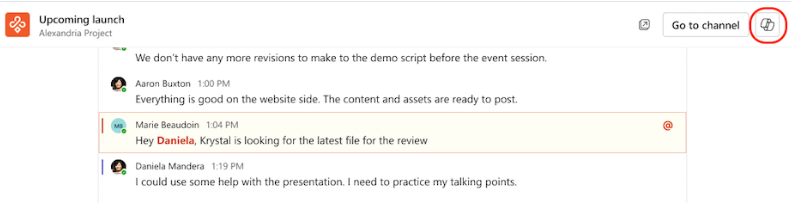 Upcoming launch
Alexandria Project
Go to channel
We don't have any more revisions to make to the demo script before the event session.
Aaron Buxton 1:00 PM
Everything is good on the website side. The content and assets are ready to post.
MB Marie Beaudoin 1:04 PM @
Hey Daniela, Krystal is looking for the latest file for the review
Daniela Mandera 1:19 PM
I could use some help with the presentation. I need to practice my talking points.